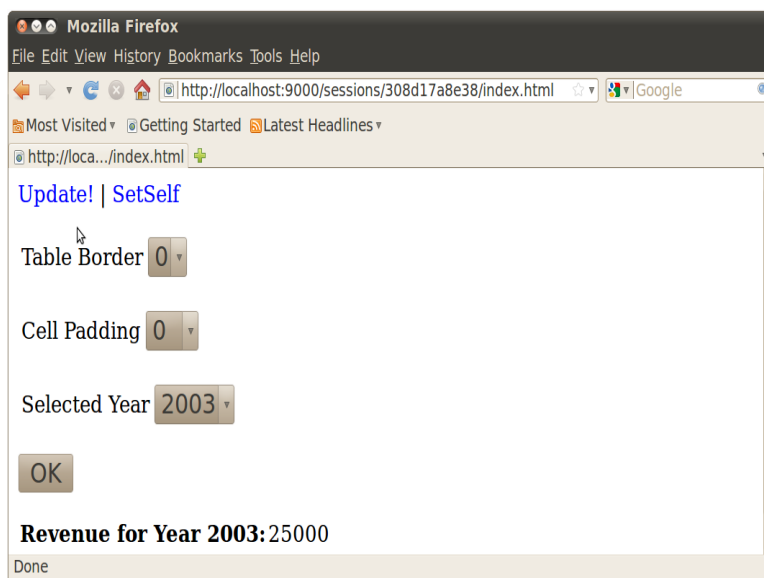 Mozilla Firefox
File Edit View History Bookmarks Tools Help
http://localhost:9000/sessions/308d17a8e38/index.html Google
Most Visited Getting Started Latest Headlines
http://loca.../index.html
Update! | SetSelf
Table Border 0
Cell Padding 0
Selected Year 2003
OK
Revenue for Year 2003: 25000
Done